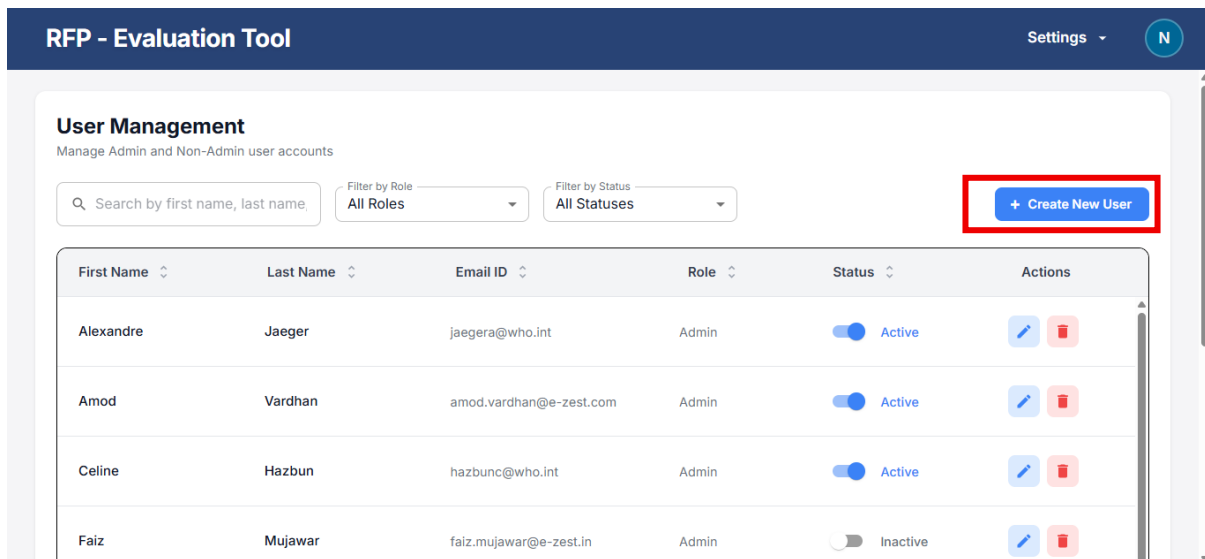 RFP - Evaluation Tool
Settings
N
User Management
Manage Admin and Non-Admin user accounts
Search by first name, last name,
Filter by Role
All Roles
Filter by Status
All Statuses
+ Create New User
First Name Last Name Email ID Role Status Actions
Alexandre Jaeger jaegera@who.int Admin Active
Amod Vardhan amod.vardhan@e-zest.com Admin Active
Celine Hazbun hazbunc@who.int Admin Active
Faiz Mujawar faiz.mujawar@e-zest.in Admin Inactive